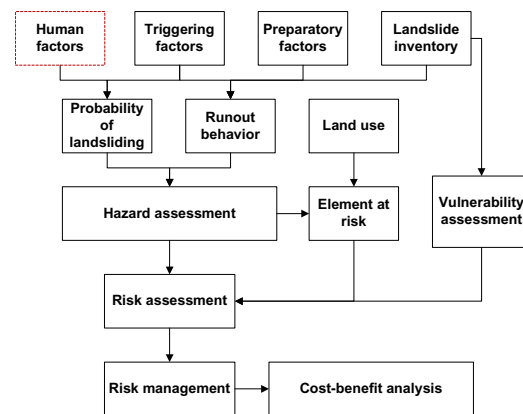 Human
factors
Triggering
factors
Preparatory
factors
Landslide
inventory
Probability
of
landsliding
Runout
behavior
Land use
Hazard assessment
Element at
risk
Vulnerability
assessment
Risk assessment
Risk management
Cost-benefit analysis